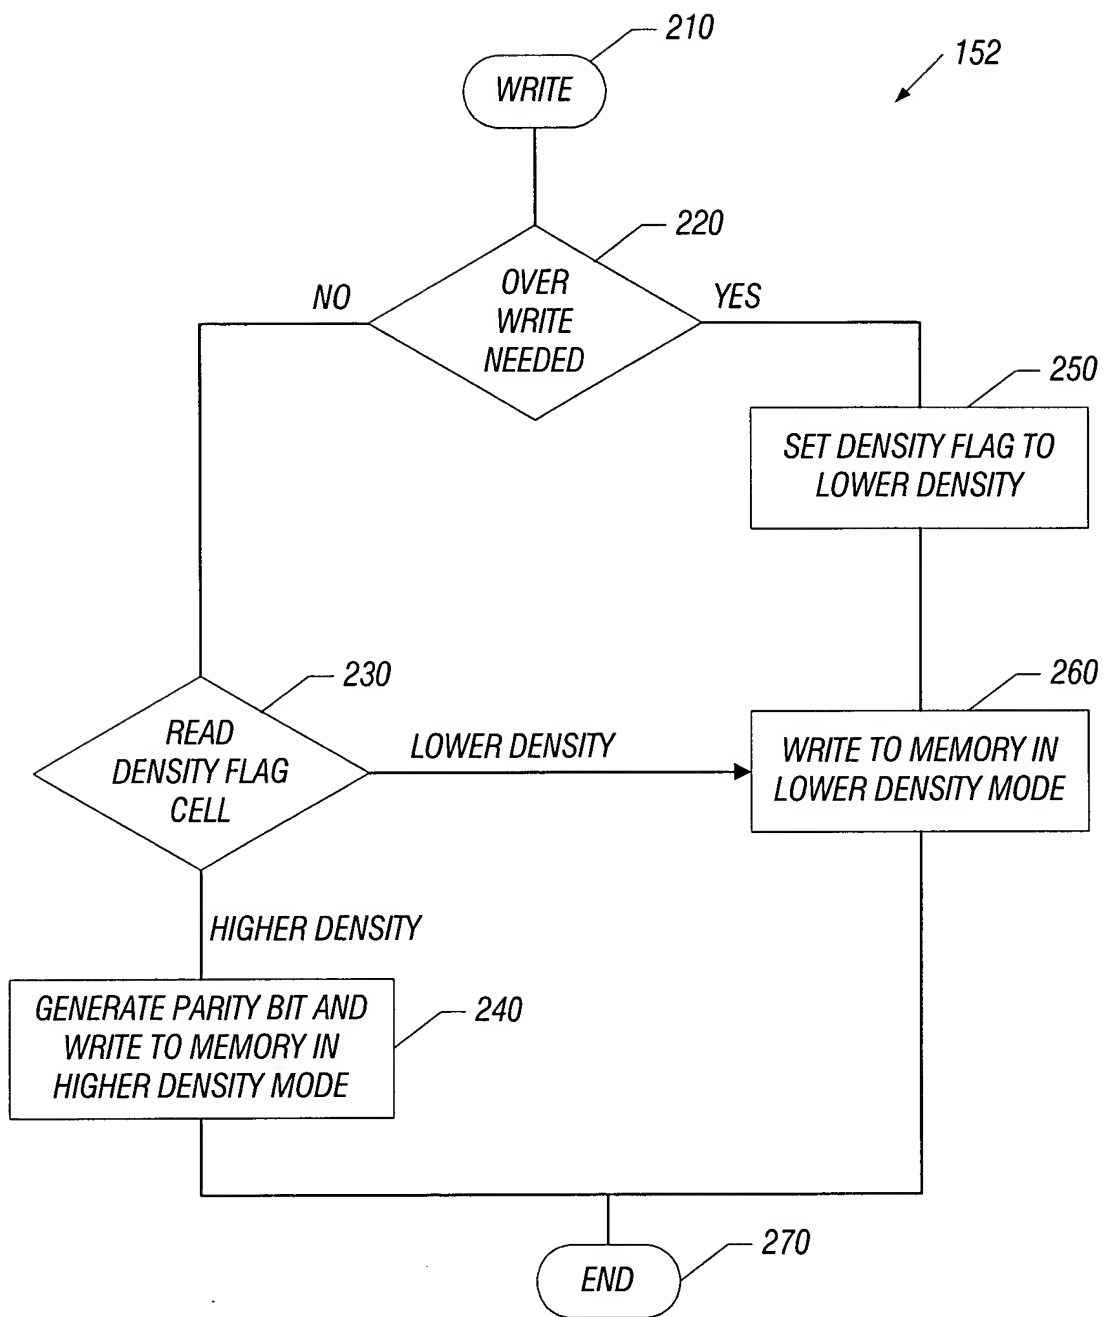 210
WRITE
152
220
OVER
WRITE
NEEDED
NO
YES
250
SET DENSITY FLAG TO
LOWER DENSITY
230
READ
DENSITY FLAG
CELL
LOWER DENSITY
260
WRITE TO MEMORY IN
LOWER DENSITY MODE
HIGHER DENSITY
GENERATE PARITY BIT AND
WRITE TO MEMORY IN
HIGHER DENSITY MODE
240
END
270